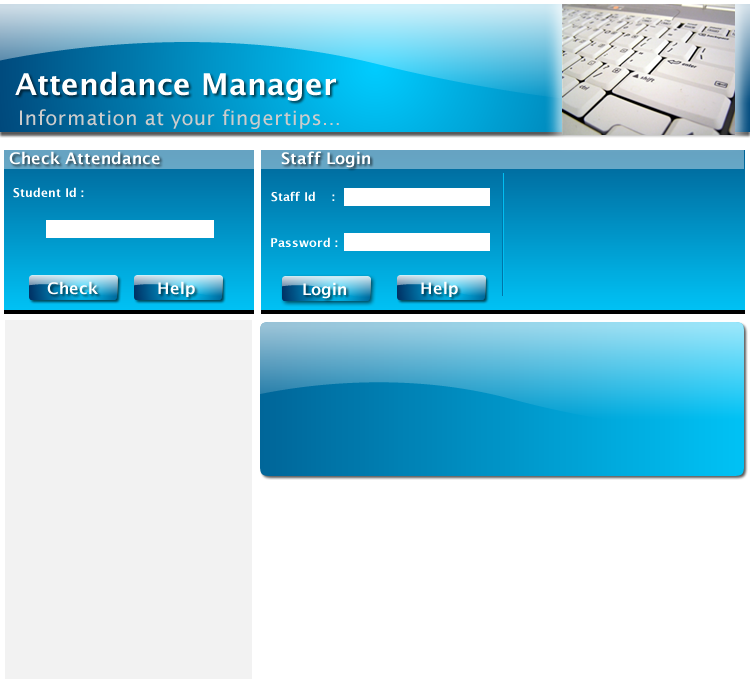 Attendance Manager
Information at your fingertips...
Check Attendance
Student Id :
Check Help
Staff Login
Staff Id :
Password :
Login Help